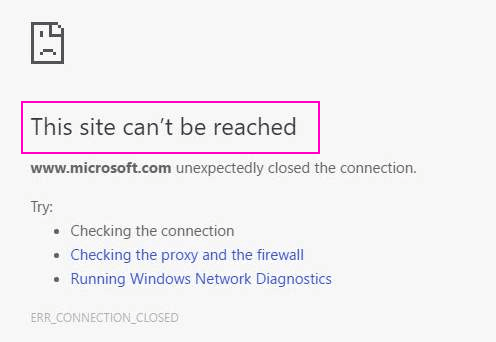 This site can't be reached
www.microsoft.com unexpectedly closed the connection.
Try:
Checking the connection
Checking the proxy and the firewall
Running Windows Network Diagnostics
ERR_CONNECTION_CLOSED